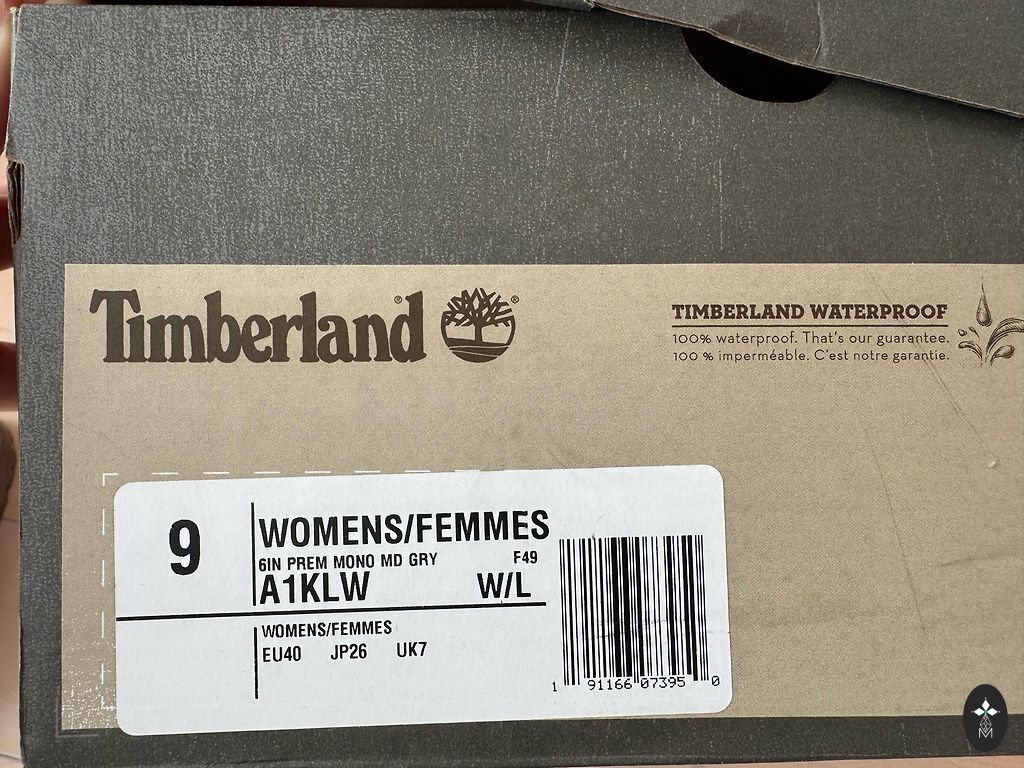 Timberland®
®
TIMBERLAND WATERPROOF
100% waterproof. That's our guarantee.
100 % imperméable. C'est notre garantie.
9
WOMENS/FEMMES
6IN PREM MONO MD GRY F49
A1KLW W/L
WOMENS/FEMMES
EU40 JP26 UK7
1 91166 07395 0
M